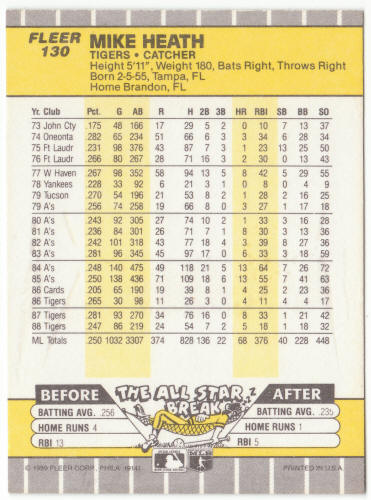 FLEER 130
MIKE HEATH
TIGERS • CATCHER
Height 5'11", Weight 180, Bats Right, Throws Right
Born 2-5-55, Tampa, FL
Home Brandon, FL
Yr. Club Pct. G AB R H 2B 3B HR RBI SB BB SO
73 John Cty .175 48 166 17 29 5 2 0 10 7 13 37
74 Oneonta .282 65 234 51 66 6 3 3 34 6 28 34
75 Ft Laudr .231 98 376 43 87 7 3 1 23 13 25 50
76 Ft Laudr .266 80 267 28 71 16 3 2 30 0 13 43
77 W Haven .267 98 352 58 94 13 5 8 42 5 29 55
78 Yankees .228 33 92 6 21 3 1 0 8 0 4 9
79 Tucson .270 54 196 21 53 8 2 1 28 2 16 25
79 A's .256 74 258 19 66 8 0 3 27 1 17 18
80 A's .243 92 305 27 74 10 2 1 33 3 16 28
81 A's .236 84 301 26 71 7 1 8 30 3 13 36
82 A's .242 101 318 43 77 18 4 3 39 8 27 36
83 A's .281 96 345 45 97 17 0 6 33 3 18 59
84 A's .248 140 475 49 118 21 5 13 64 7 26 72
85 A's .250 138 436 71 109 18 6 13 55 7 41 63
86 Cards .205 65 190 19 39 8 1 4 25 2 23 36
86 Tigers .265 30 98 11 26 3 0 4 11 4 4 17
87 Tigers .281 93 270 34 76 16 0 8 33 1 21 42
88 Tigers .247 86 219 24 54 7 5 5 18 1 18 32
ML Totals .250 1032 3307 374 828 136 22 68 376 40 228 448
BEFORE THE ALL STAR BREAK AFTER
BATTING AVG. .256 BATTING AVG. .235
HOME RUNS 4 HOME RUNS 1
RBI 13 RBI 5
MLB
© 1989 FLEER CORP., PHILA. 19141 PRINTED IN U.S.A.